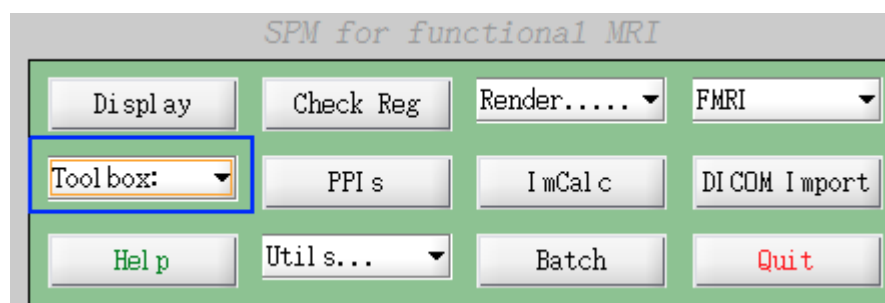 SPM for functional MRI
Display Check Reg Render..... FMRI
Toolbox: PPIs ImCalc DICOM Import
Help Utils... Batch Quit